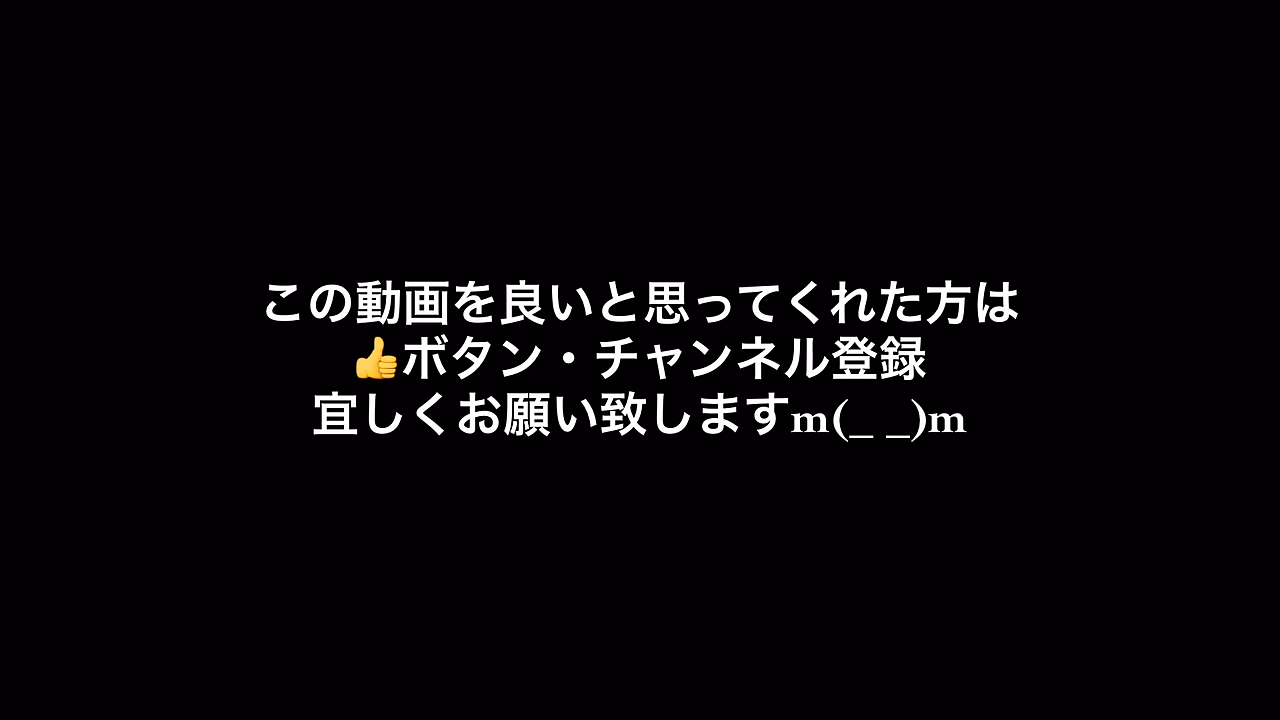 この動画を良いと思ってくれた方は
👍ボタン・チャンネル登録
宜しくお願い致しますm(_ _)m